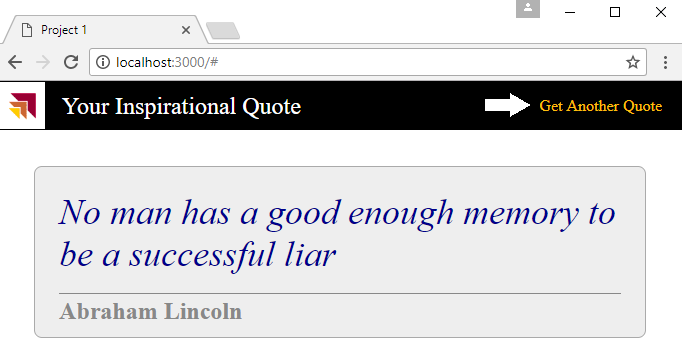 Project 1
localhost:3000/#
Your Inspirational Quote
Get Another Quote
No man has a good enough memory to
be a successful liar
Abraham Lincoln